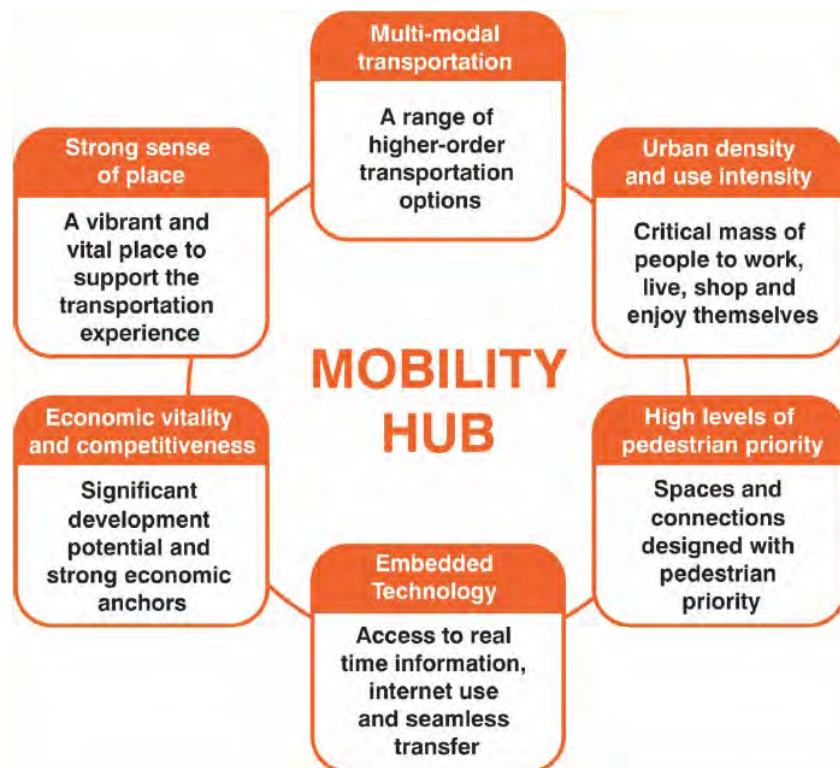 Multi-modal
transportation
A range of
higher-order
transportation
options
Urban density
and use intensity
Critical mass of
people to work,
live, shop and
enjoy themselves
High levels of
pedestrian priority
Spaces and
connections
designed with
pedestrian
priority
Embedded
Technology
Access to real
time information,
internet use
and seamless
transfer
Economic vitality
and competitiveness
Significant
development
potential and
strong economic
anchors
Strong sense
of place
A vibrant and
vital place to
support the
transportation
experience
MOBILITY
HUB